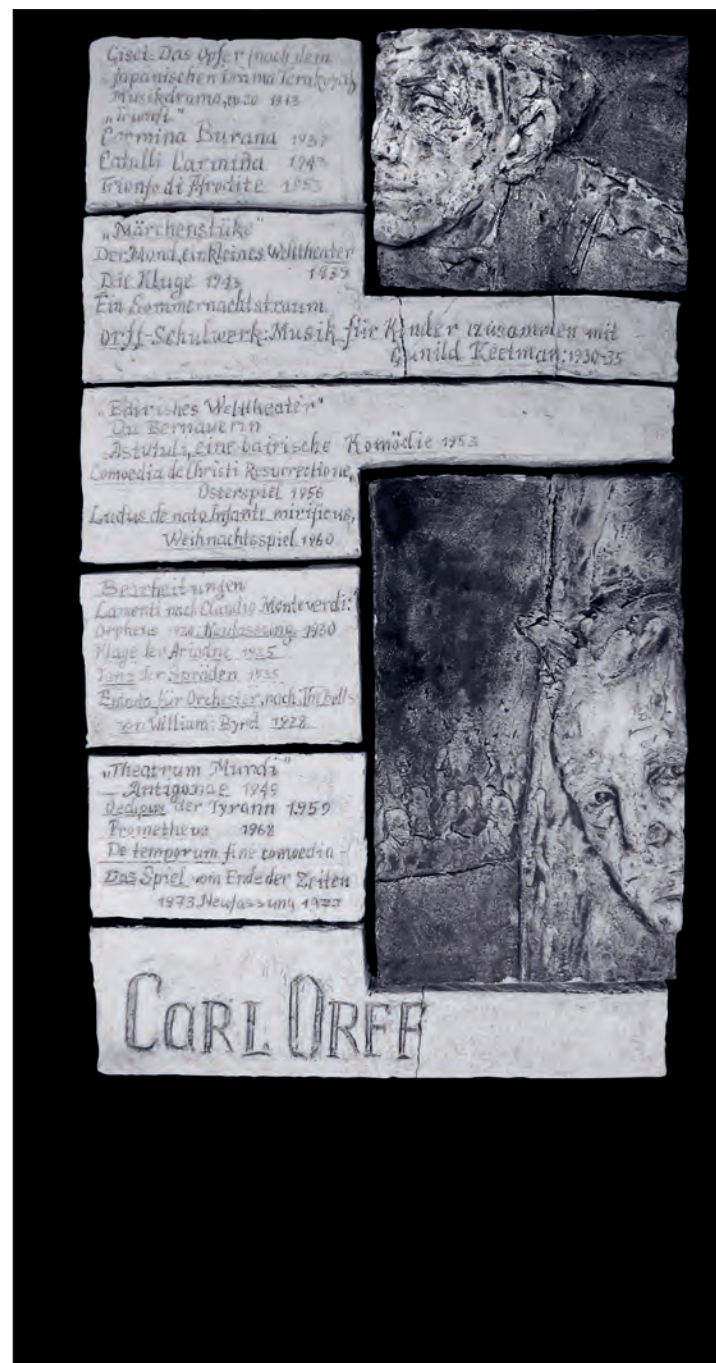 Gisei: Das Opfer (nach dem
japanischen Drama Terakoya)
Musikdrama, 1913
„Trionfi"
Carmina Burana 1937
Catulli Carmina 1943
Trionfo di Afrodite 1953
„Märchenstüke"
Der Mond, ein kleines Welttheater
1939
Die Kluge 1943
Ein Sommernachtstraum
Orff-Schulwerk: Musik für Kinder (zusammen mit
Gunild Keetman: 1930-35
„Bairishes Welttheater"
Die Bernauerin
Astutuli, eine bairische Komödie 1953
Comoedia de Christi Resurrectione,
Osterspiel 1956
Ludus de nato Infante mirificus,
Weihnachtsspiel 1960
Bearbeitungen
Lamenti nach Claudio Monteverdi:
Orpheus Neufassung 1930
Klage der Ariadne 1925
Tanz der Spröden 1925
Entrata für Orchester, nach The bells
von William Byrd 1928
„Theatrum Mundi"
Antigonae 1949
Oedipus der Tyrann 1959
Prometheus 1968
De temporum fine comoedia -
Das Spiel vom Ende der Zeiten
1973, Neufassung 1977
CARL ORFF